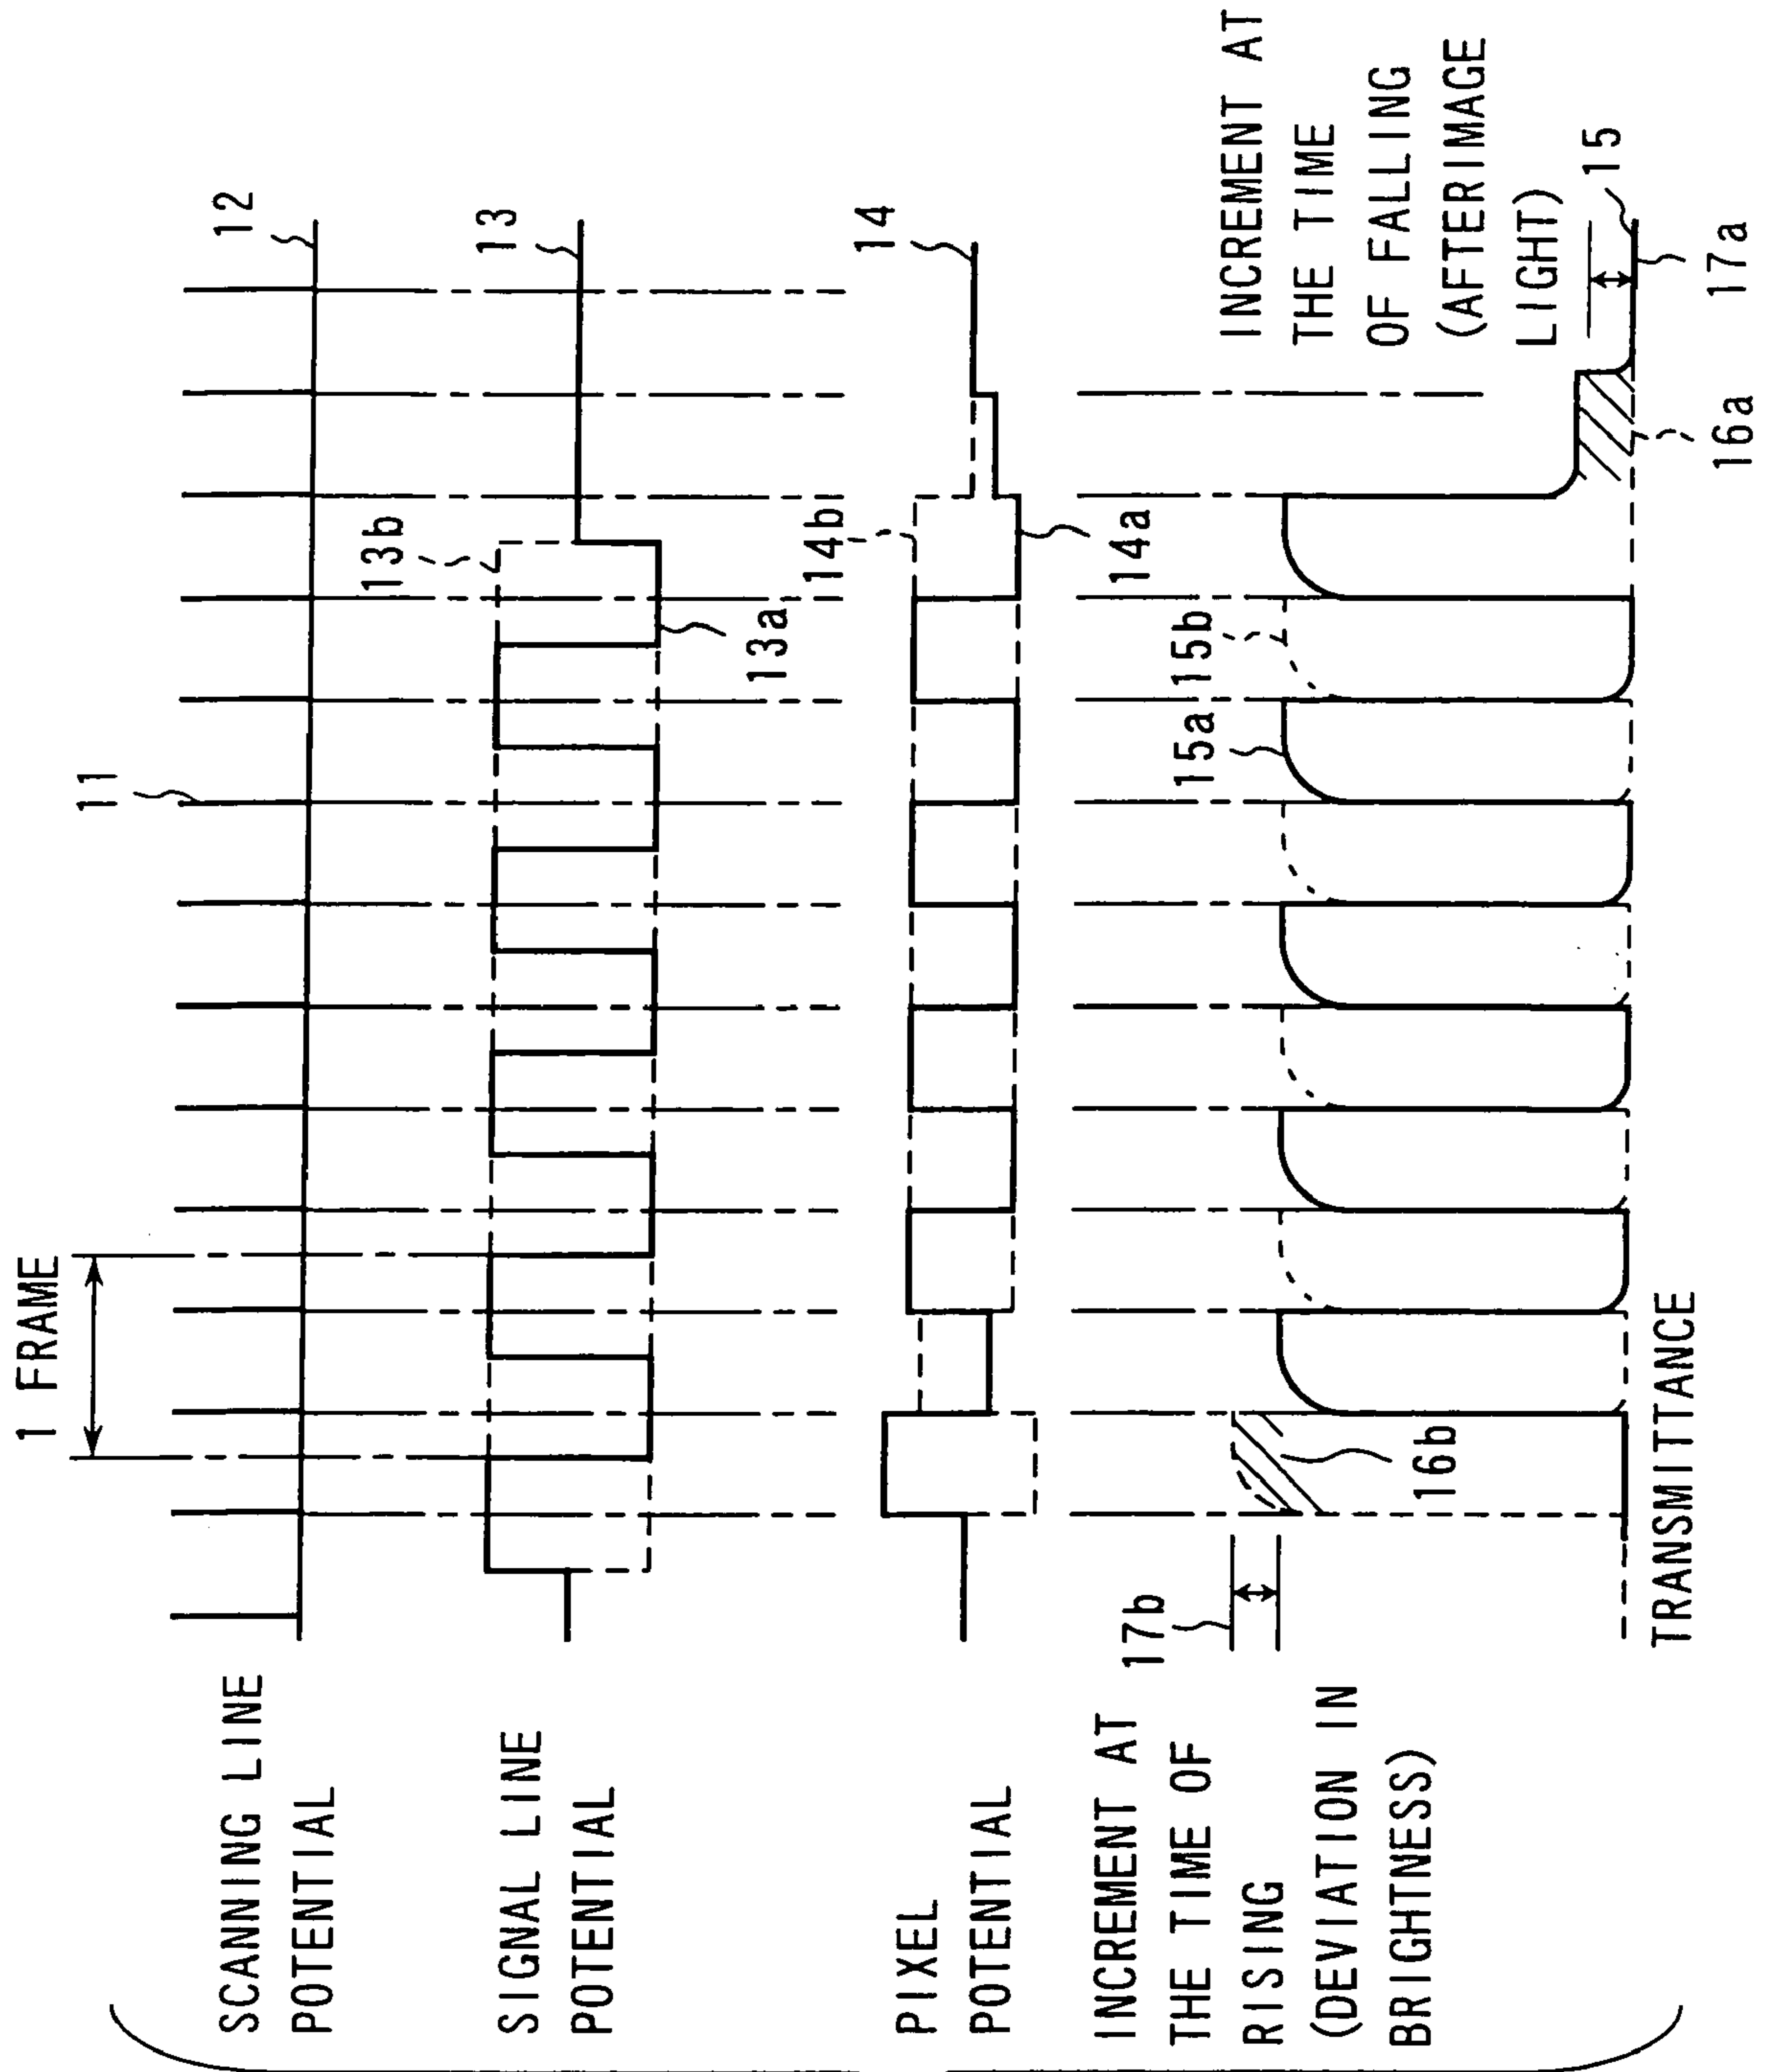 1 FRAME
11
12
SCANNING LINE
POTENTIAL
13b
13
SIGNAL LINE
POTENTIAL
13a
14b
14
PIXEL
POTENTIAL
14a
17b
INCREMENT AT
THE TIME OF
RISING
(DEVIATION IN
BRIGHTNESS)
16b
15a
15b
INCREMENT AT
THE TIME
OF FALLING
(AFTERIMAGE
LIGHT)
15
TRANSMITTANCE
16a
17a